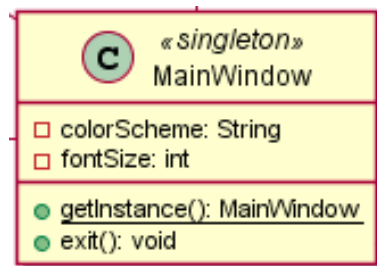 C
«singleton»
MainWindow
colorScheme: String
fontSize: int
getInstance(): MainWindow
exit(): void